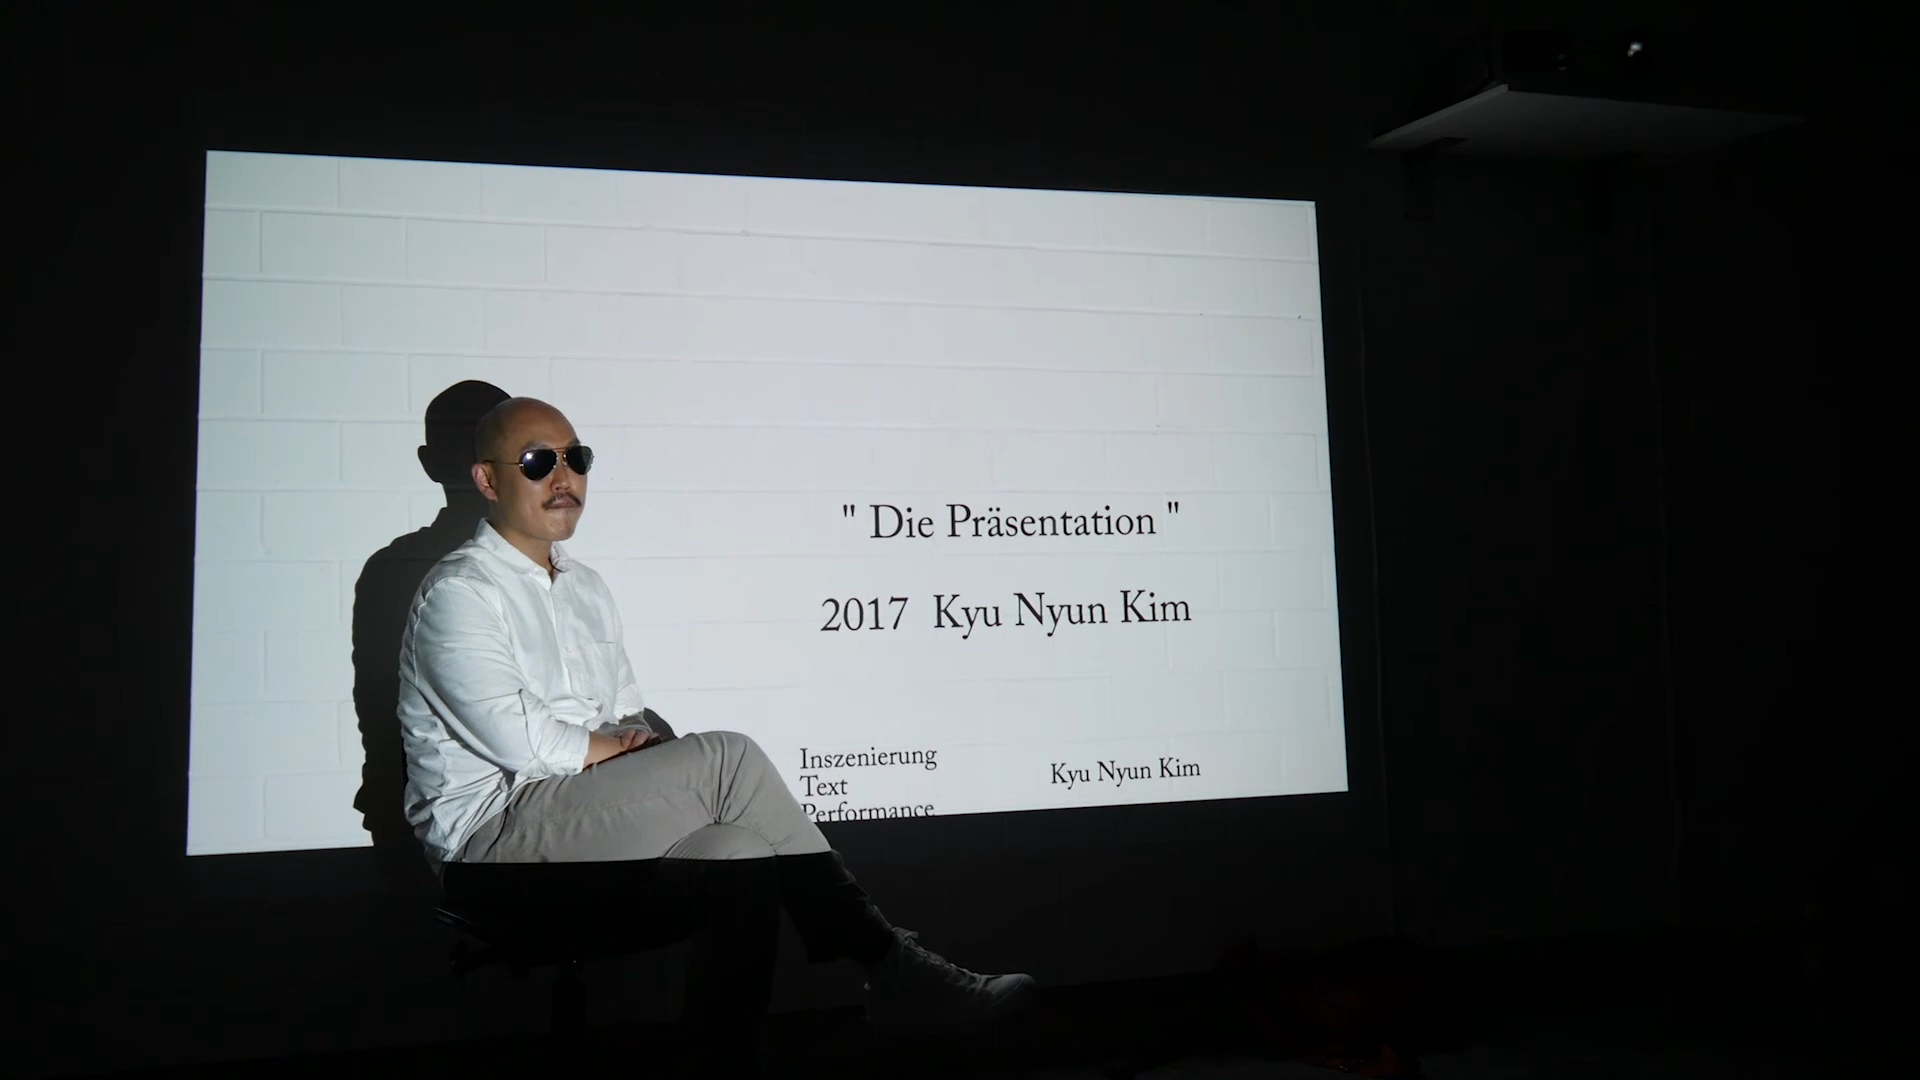 " Die Präsentation "
2017 Kyu Nyun Kim
Inszenierung
Text
Performance
Kyu Nyun Kim